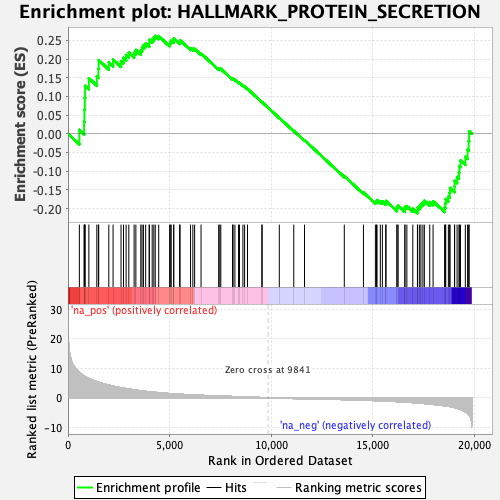 Enrichment plot: HALLMARK_PROTEIN_SECRETION
Enrichment score (ES)
0.25
0.20
0.15
0.10
0.05
0.00
-0.05
-0.10
-0.15
-0.20
'na_pos' (positively correlated)
Ranked list metric (PreRanked)
30
20
10
0
-10
Zero cross at 9841
'na_neg' (negatively correlated)
0
5,000
10,000
15,000
20,000
Rank in Ordered Dataset
Enrichment profile
Hits
Ranking metric scores